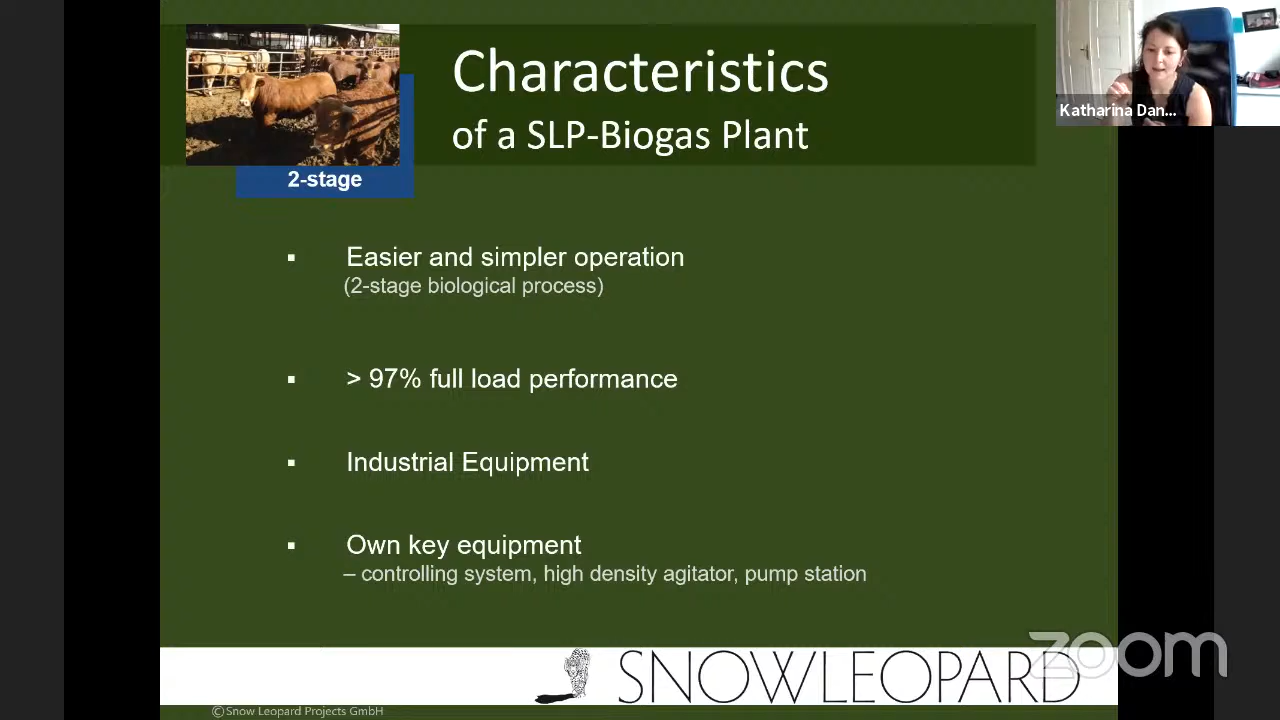 Characteristics
of a SLP-Biogas Plant
Katharina Dan...
2-stage
▪ Easier and simpler operation
(2-stage biological process)
▪ > 97% full load performance
▪ Industrial Equipment
▪ Own key equipment
– controlling system, high density agitator, pump station
SNOWLEOPARD
zoom
©Snow Leopard Projects GmbH